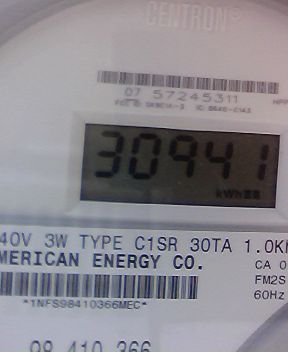 CENTRON®
07 57245311
30941
kWh
40V 3W TYPE C1SR 30TA 1.0K
MERICAN ENERGY CO.
CA 0
FM2S
*1NFS98410366MEC*
60Hz
98 410 366